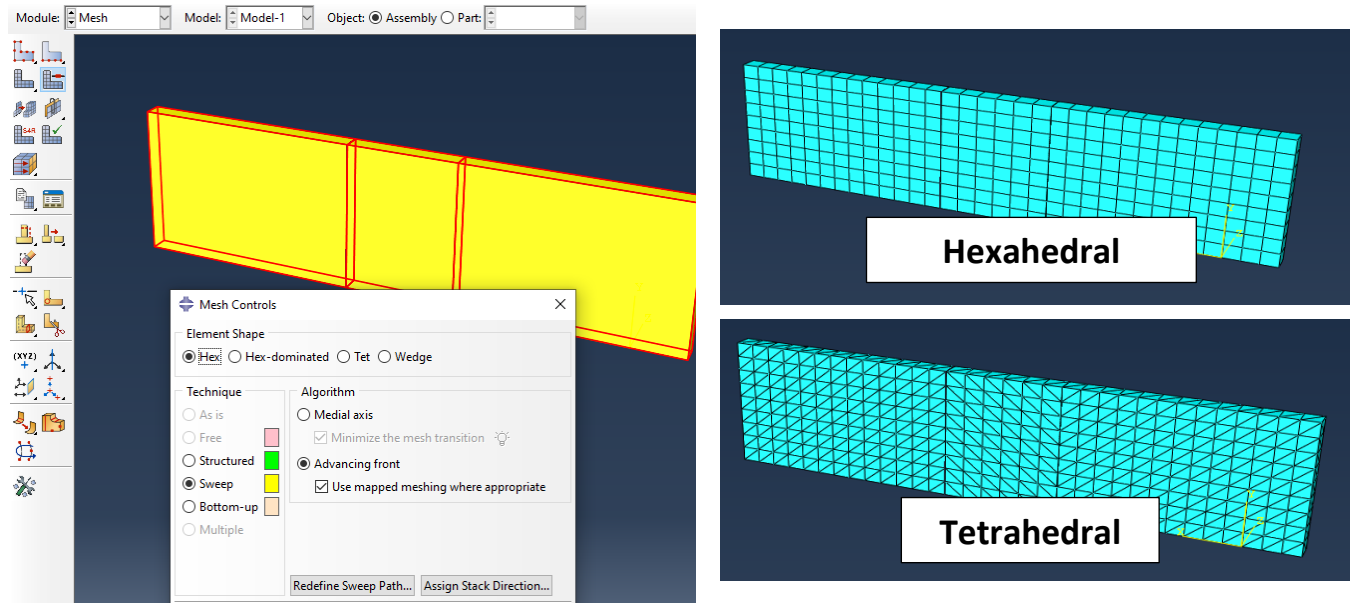 Module: Mesh Model: Model-1 Object: Assembly Part:
S4R
(XYZ)
Mesh Controls
Element Shape
Hex Hex-dominated Tet Wedge
Technique
As is
Free
Structured
Sweep
Bottom-up
Multiple
Algorithm
Medial axis
Minimize the mesh transition
Advancing front
Use mapped meshing where appropriate
Redefine Sweep Path... Assign Stack Direction...
Hexahedral
Tetrahedral